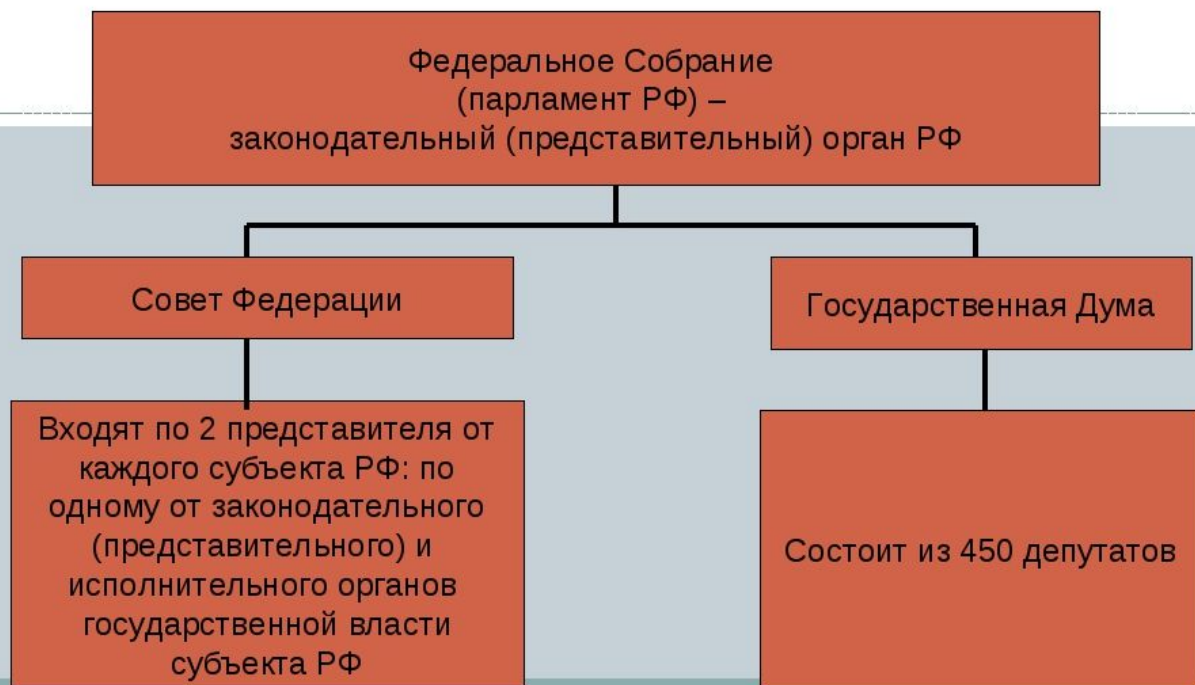 Федеральное Собрание
(парламент РФ) –
законодательный (представительный) орган РФ
Совет Федерации
Государственная Дума
Входят по 2 представителя от
каждого субъекта РФ: по
одному от законодательного
(представительного) и
исполнительного органов
государственной власти
субъекта РФ
Состоит из 450 депутатов